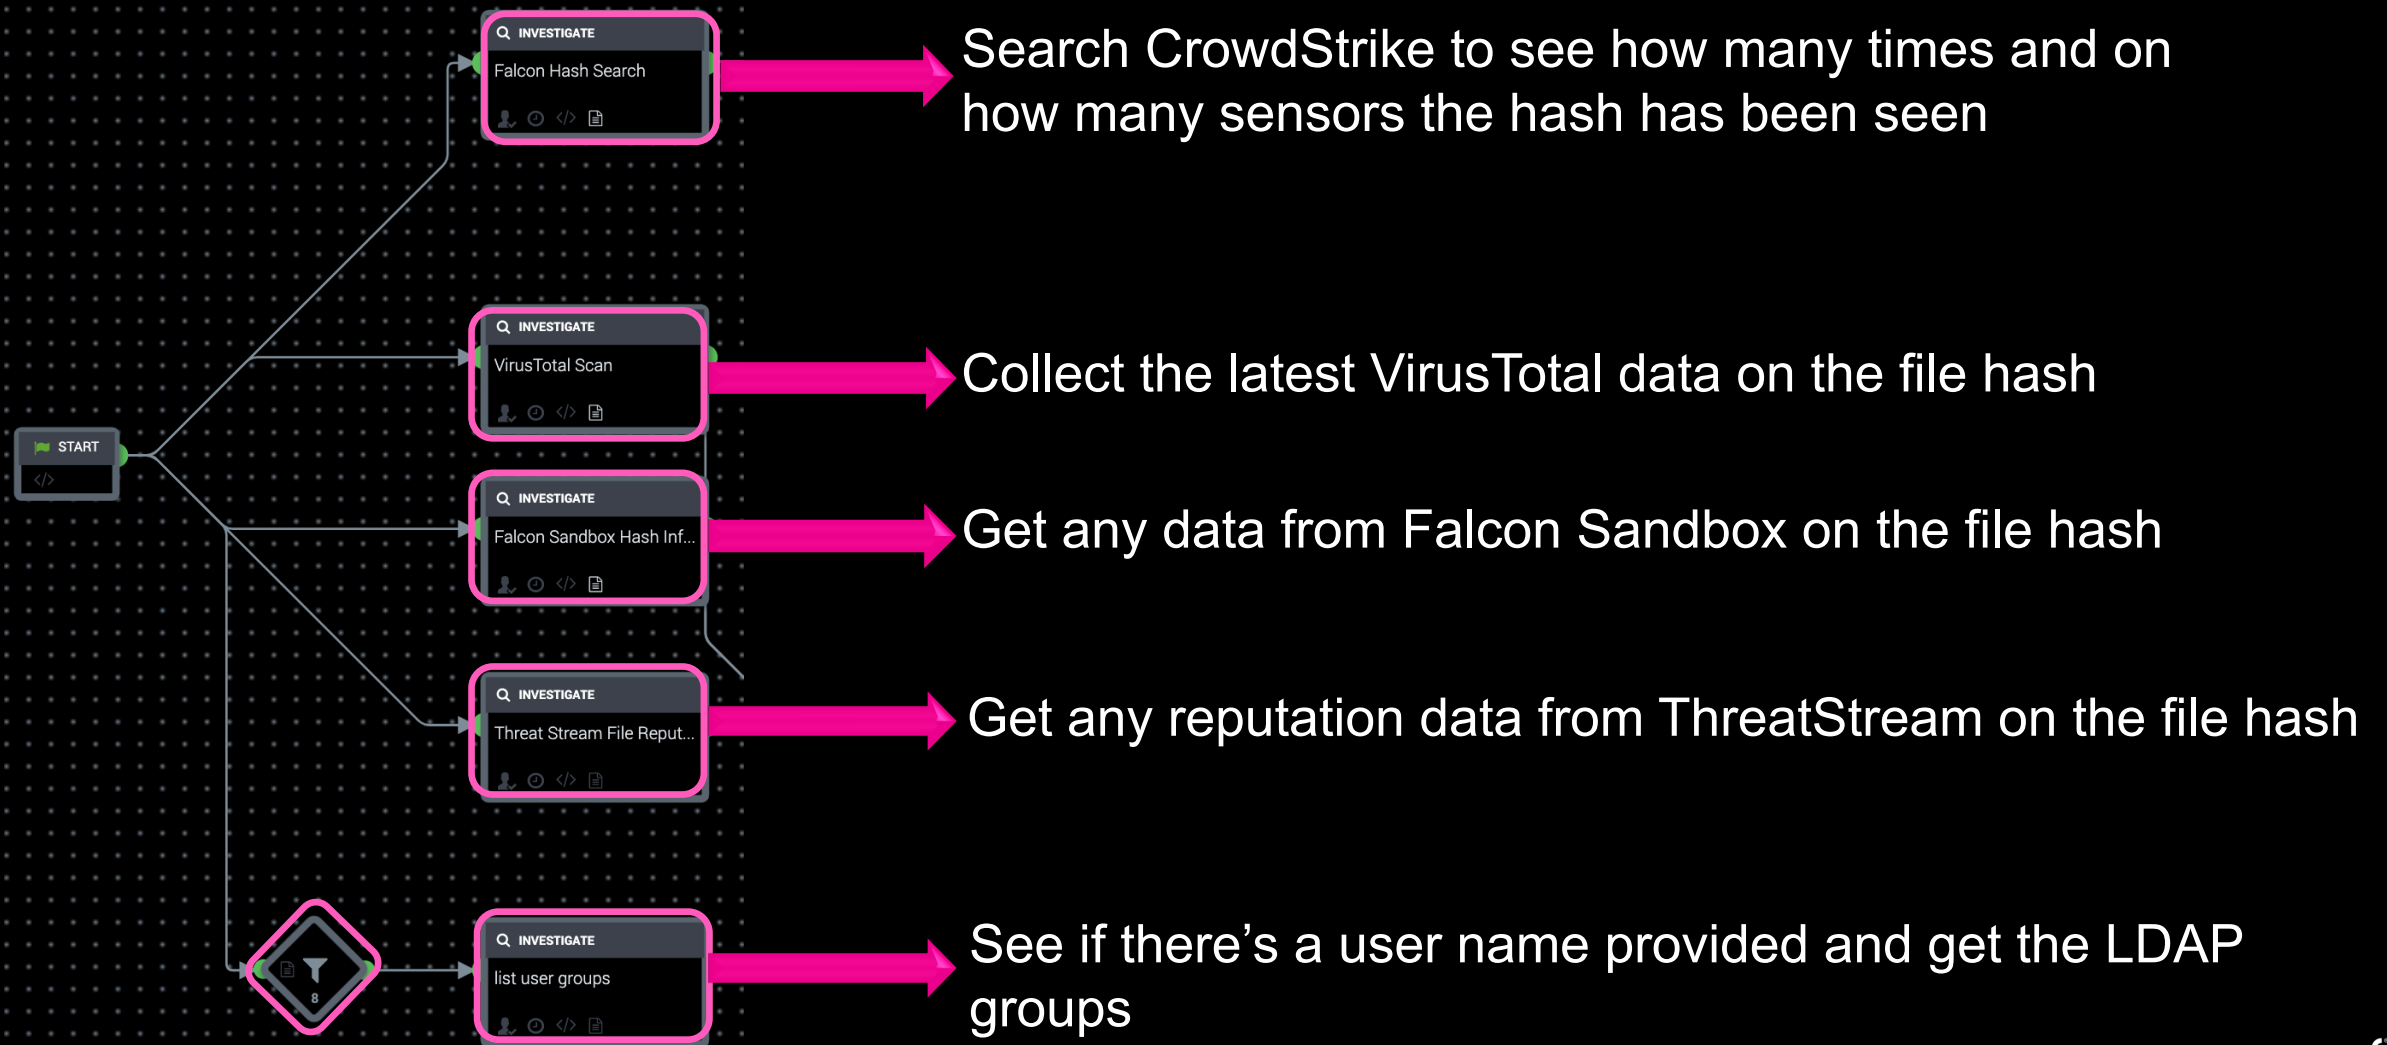 INVESTIGATE
Falcon Hash Search
Search CrowdStrike to see how many times and on
how many sensors the hash has been seen
INVESTIGATE
VirusTotal Scan
Collect the latest VirusTotal data on the file hash
START
</>
INVESTIGATE
Falcon Sandbox Hash Inf...
Get any data from Falcon Sandbox on the file hash
INVESTIGATE
Threat Stream File Reput...
Get any reputation data from ThreatStream on the file hash
8
INVESTIGATE
list user groups
See if there’s a user name provided and get the LDAP
groups